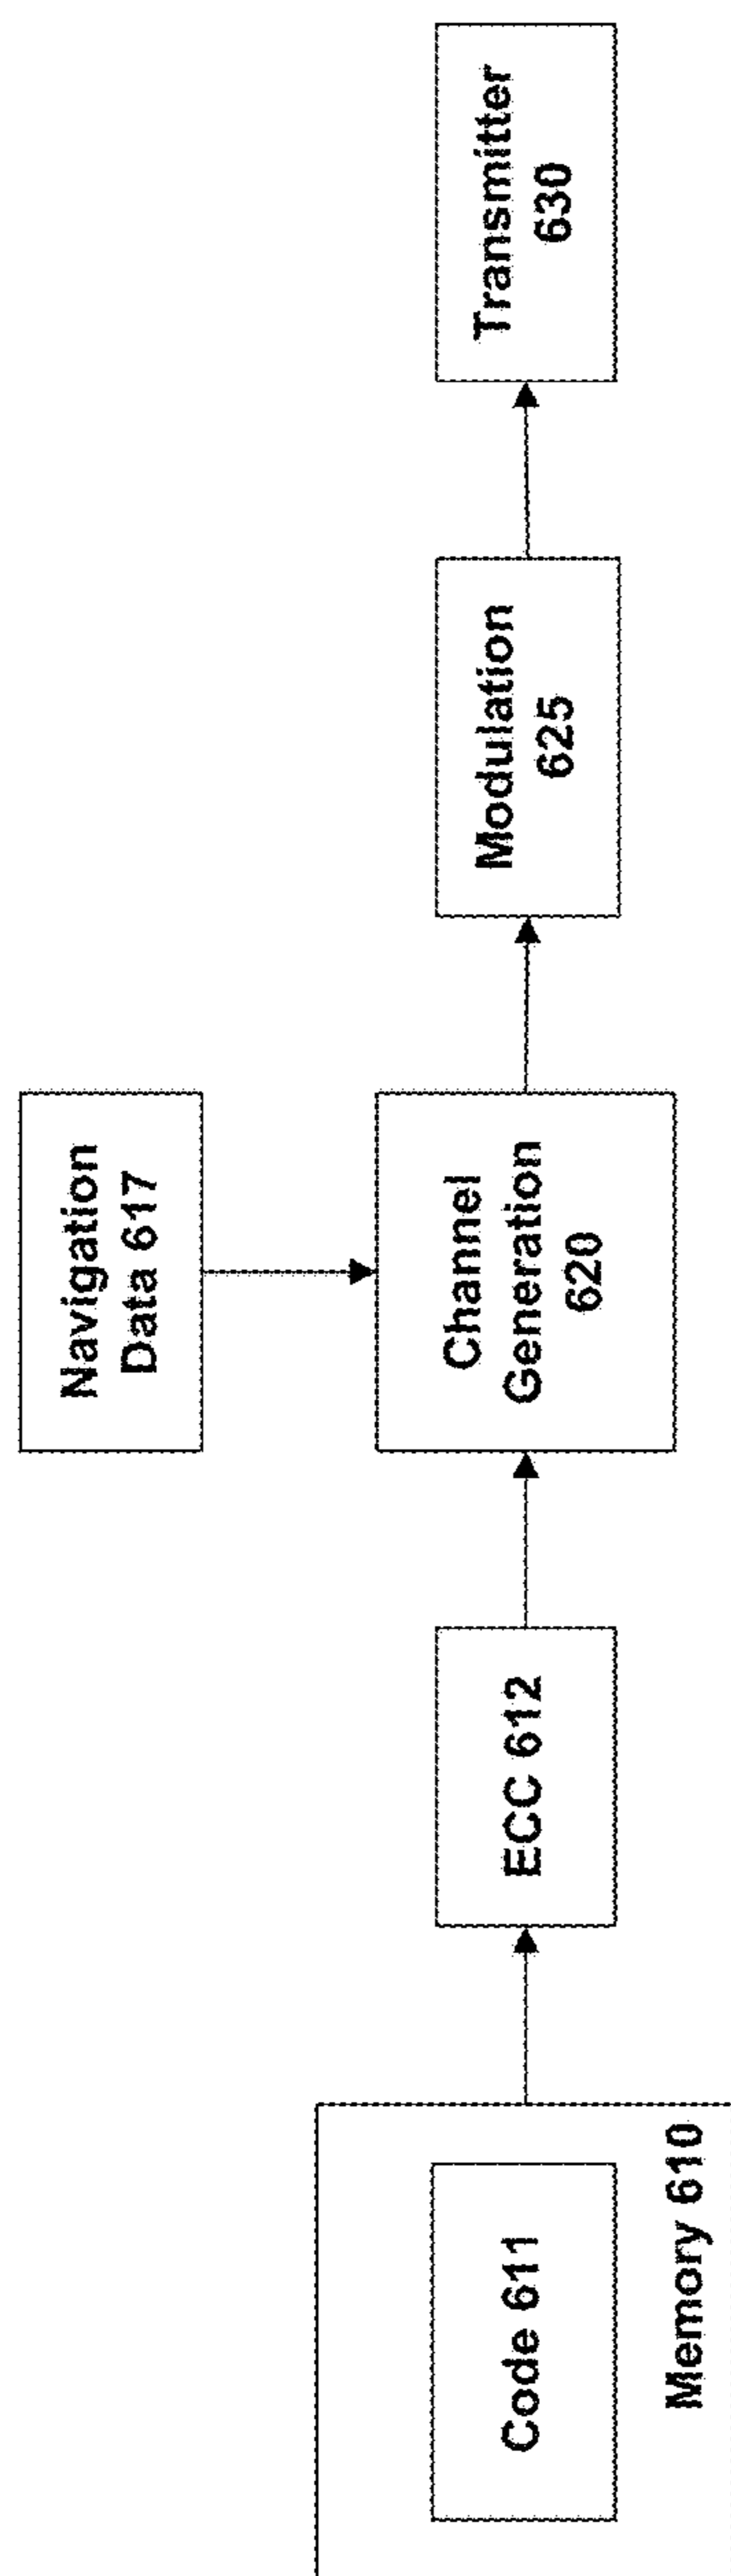 Navigation
Data 617
Code 611
Memory 610
ECC 612
Channel
Generation
620
Modulation
625
Transmitter
630